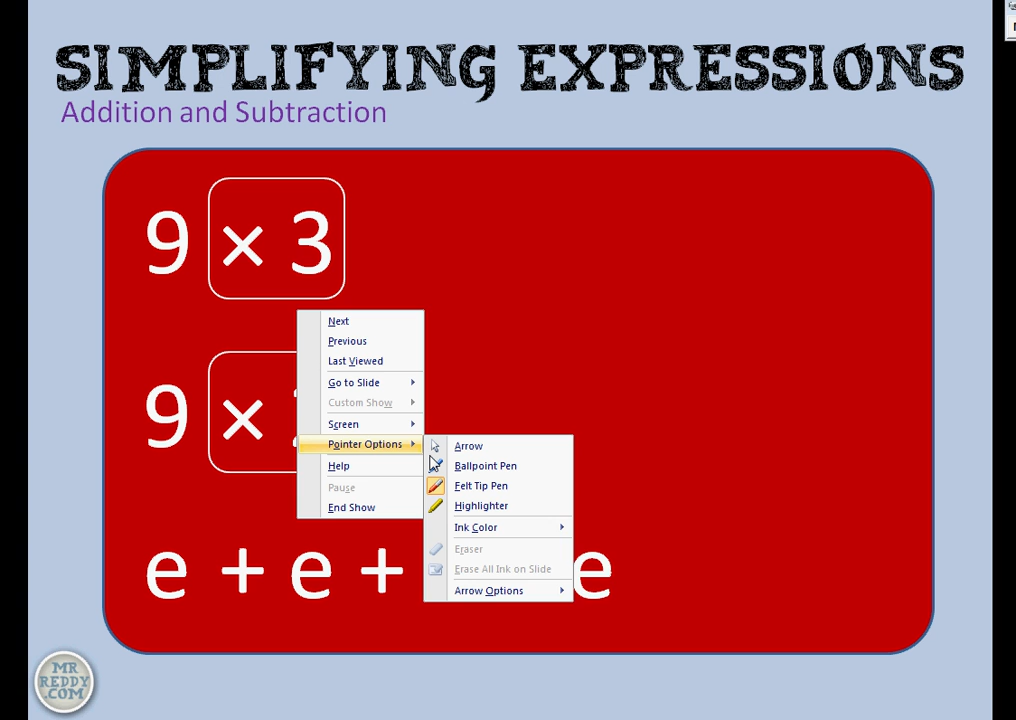 SIMPLIFYING EXPRESSIONS
Addition and Subtraction
9 × 3
Next
Previous
Last Viewed
Go to Slide
Custom Show
9 ×
Screen
Pointer Options
Arrow
Help
Ballpoint Pen
Pause
Felt Tip Pen
End Show
Highlighter
Ink Color
Eraser
Erase All Ink on Slide
Arrow Options
e + e + e
MR
REDDY
.COM